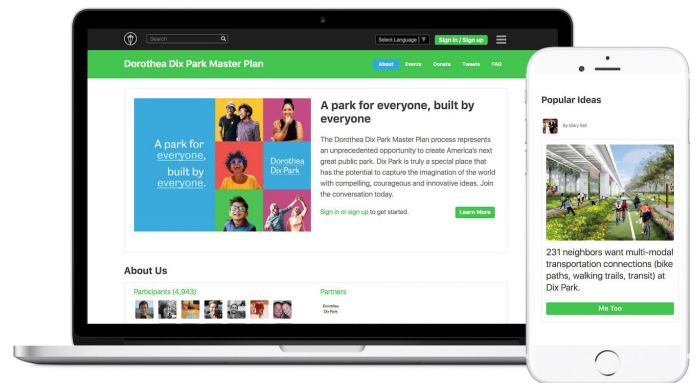 Search
Select Language
Sign in / Sign up
Dorothea Dix Park Master Plan
About
Events
Donate
Tweets
FAQ
A park for
everyone,
built by
everyone.
Dorothea
Dix Park
A park for everyone, built by
everyone
The Dorothea Dix Park Master Plan process represents
an unprecedented opportunity to create America's next
great public park. Dix Park is truly a special place that
has the potential to capture the imagination of the world
with compelling, courageous and innovative ideas. Join
the conversation today.
Sign in or sign up to get started.
Learn More
About Us
Participants (4,943)
Partners
Dorothea
Dix Park
Popular Ideas
By Mary Sell
231 neighbors want multi-modal
transportation connections (bike
paths, walking trails, transit) at
Dix Park.
Me Too